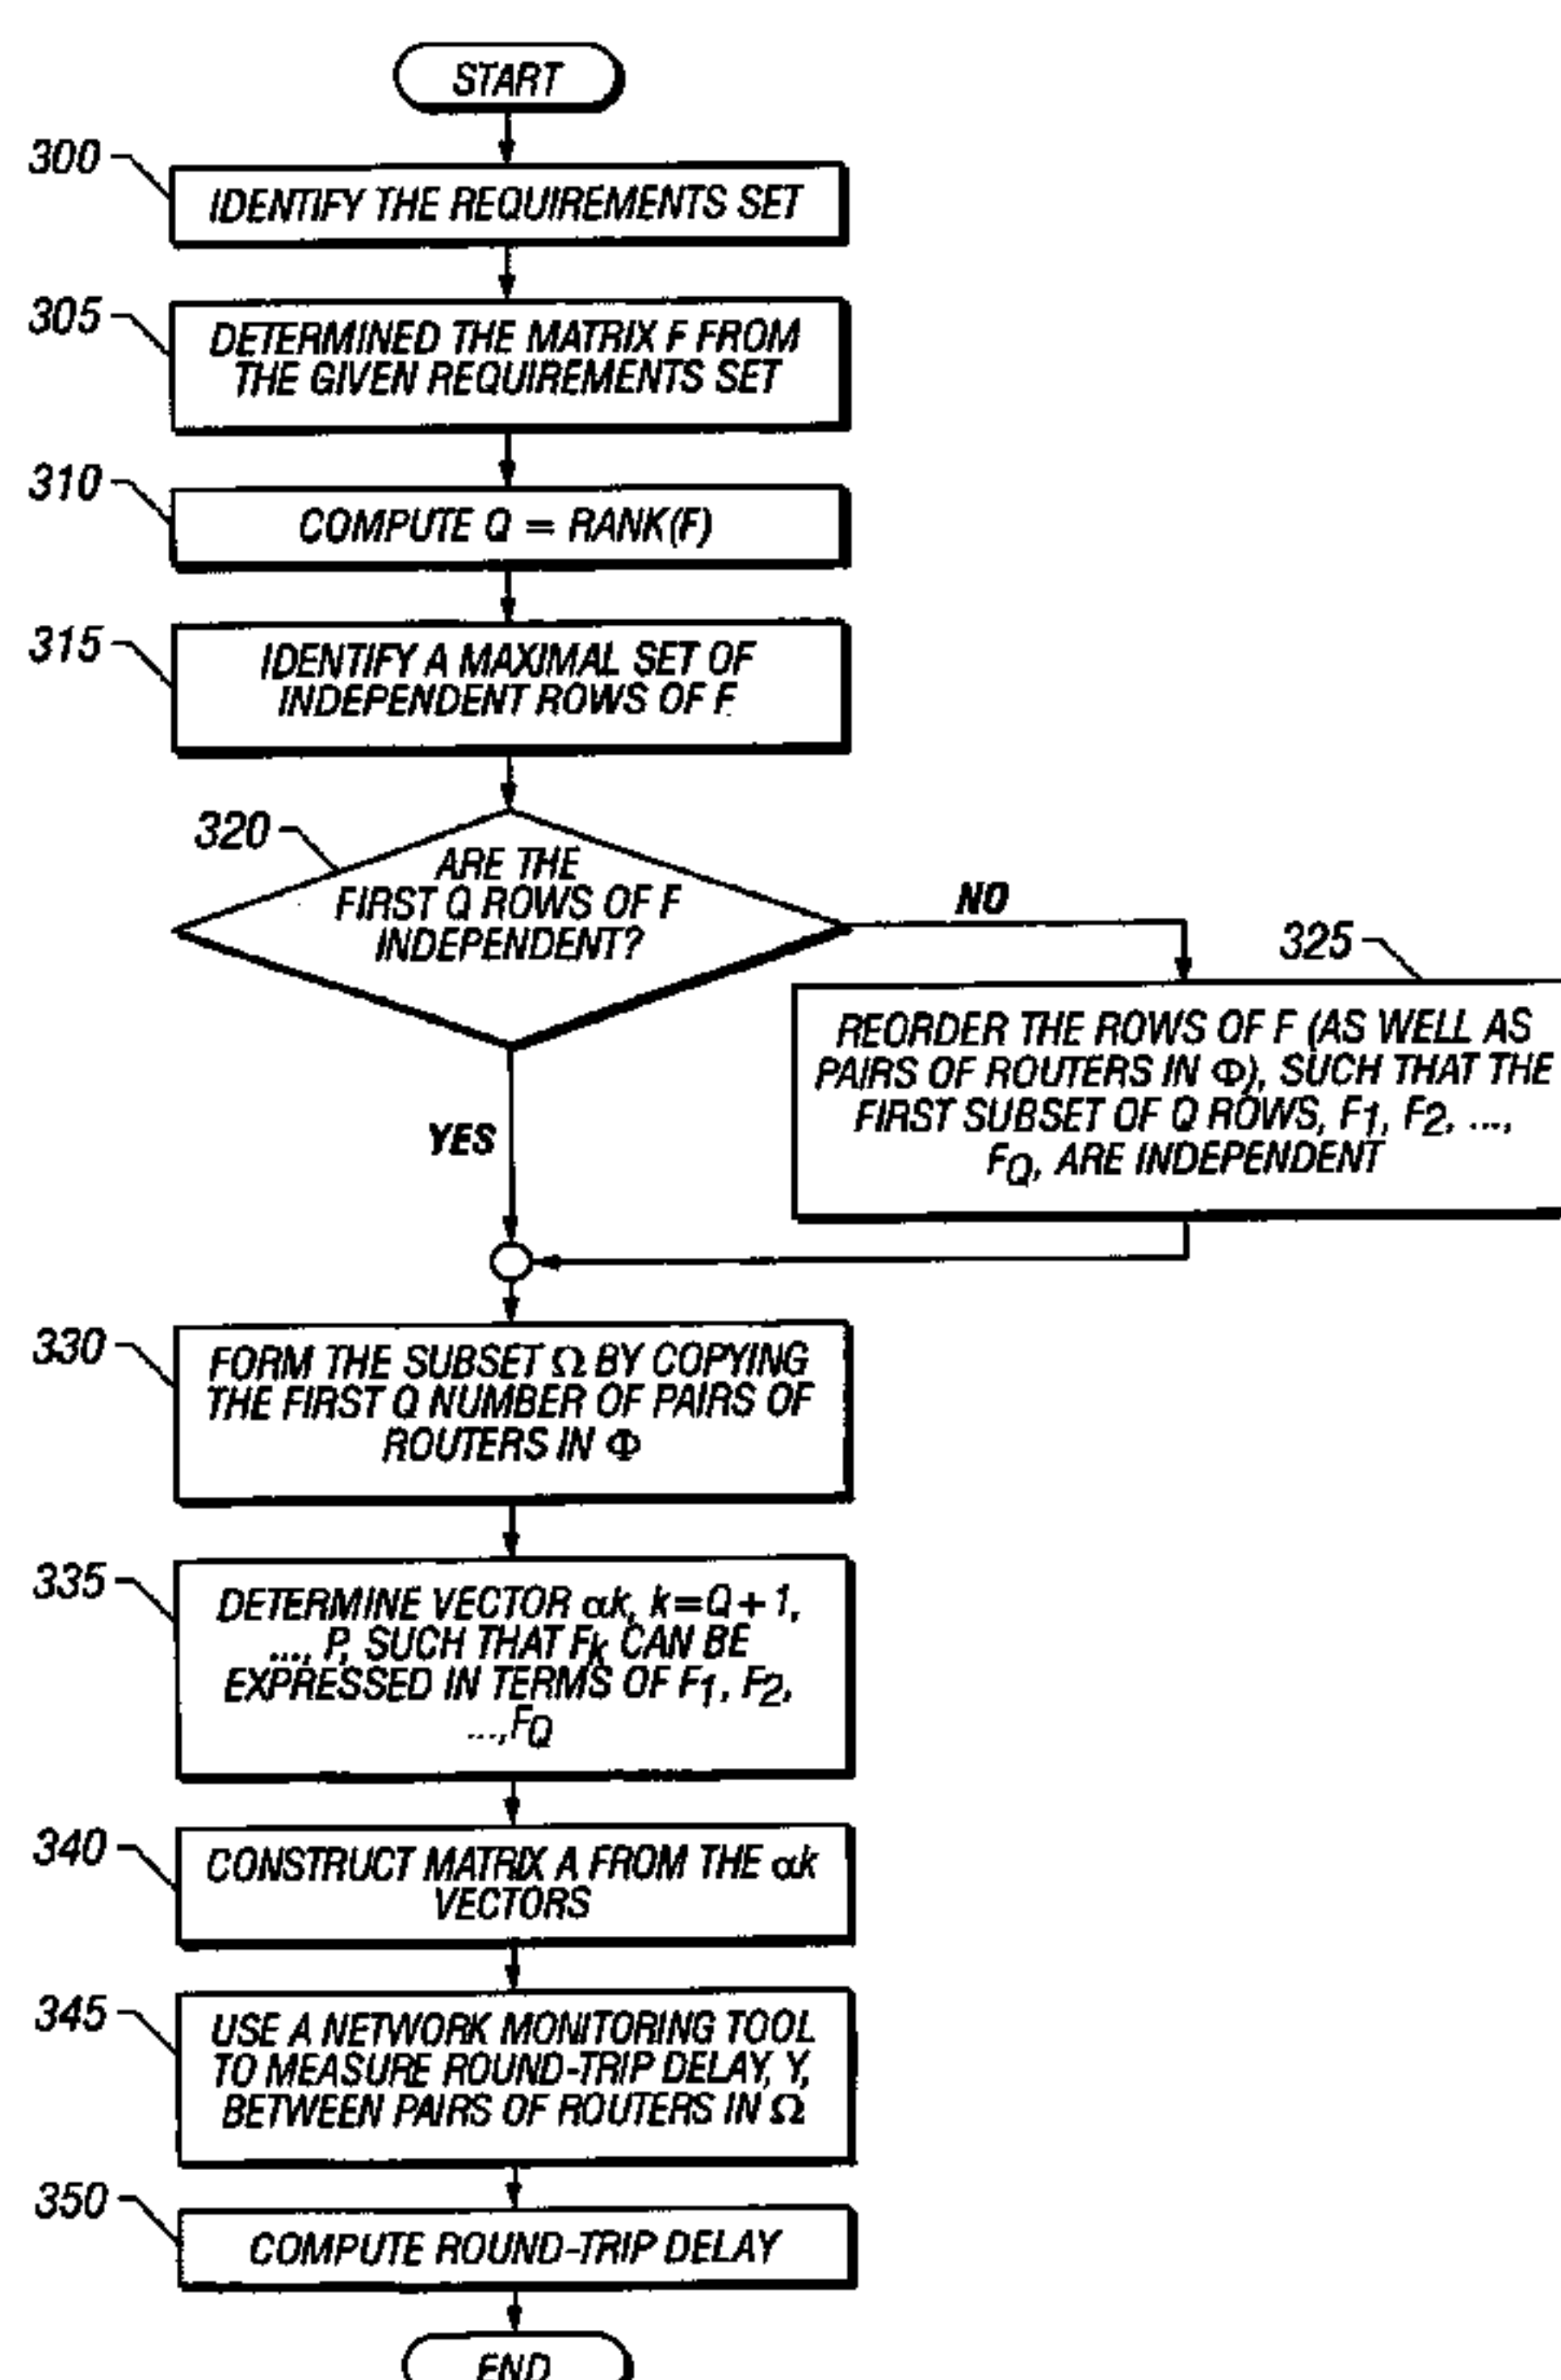 START
300
IDENTIFY THE REQUIREMENTS SET
305
DETERMINED THE MATRIX F FROM
THE GIVEN REQUIREMENTS SET
310
COMPUTE Q = RANK(F)
315
IDENTIFY A MAXIMAL SET OF
INDEPENDENT ROWS OF F.
320
ARE THE
FIRST Q ROWS OF F
INDEPENDENT?
NO
325
REORDER THE ROWS OF F (AS WELL AS
PAIRS OF ROUTERS IN Φ), SUCH THAT THE
FIRST SUBSET OF Q ROWS, F1, F2, ...,
FQ, ARE INDEPENDENT
YES
330
FORM THE SUBSET Ω BY COPYING
THE FIRST Q NUMBER OF PAIRS OF
ROUTERS IN Φ
335
DETERMINE VECTOR αk, k=Q+1,
..., P, SUCH THAT Fk CAN BE
EXPRESSED IN TERMS OF F1, F2,
...,FQ
340
CONSTRUCT MATRIX A FROM THE αk
VECTORS
345
USE A NETWORK MONITORING TOOL
TO MEASURE ROUND-TRIP DELAY, Y,
BETWEEN PAIRS OF ROUTERS IN Ω
350
COMPUTE ROUND-TRIP DELAY
END